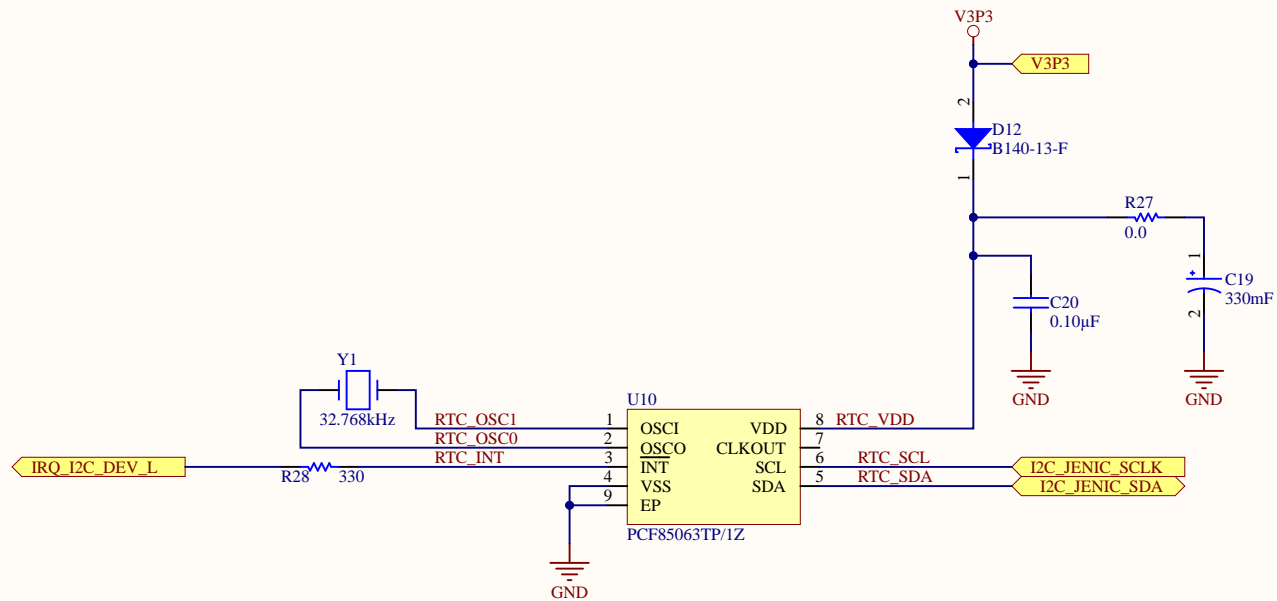 V3P3
V3P3
2
D12
B140-13-F
1
R27
0.0
1
C19
330mF
2
C20
0.10µF
GND
GND
Y1
32.768kHz
U10
RTC_OSC1 1 OSCI VDD 8 RTC_VDD
RTC_OSC0 2 OSCO CLKOUT 7
IRQ_I2C_DEV_L R28 330 RTC_INT 3 INT SCL 6 RTC_SCL I2C_JENIC_SCLK
4 VSS SDA 5 RTC_SDA I2C_JENIC_SDA
9 EP
PCF85063TP/1Z
GND